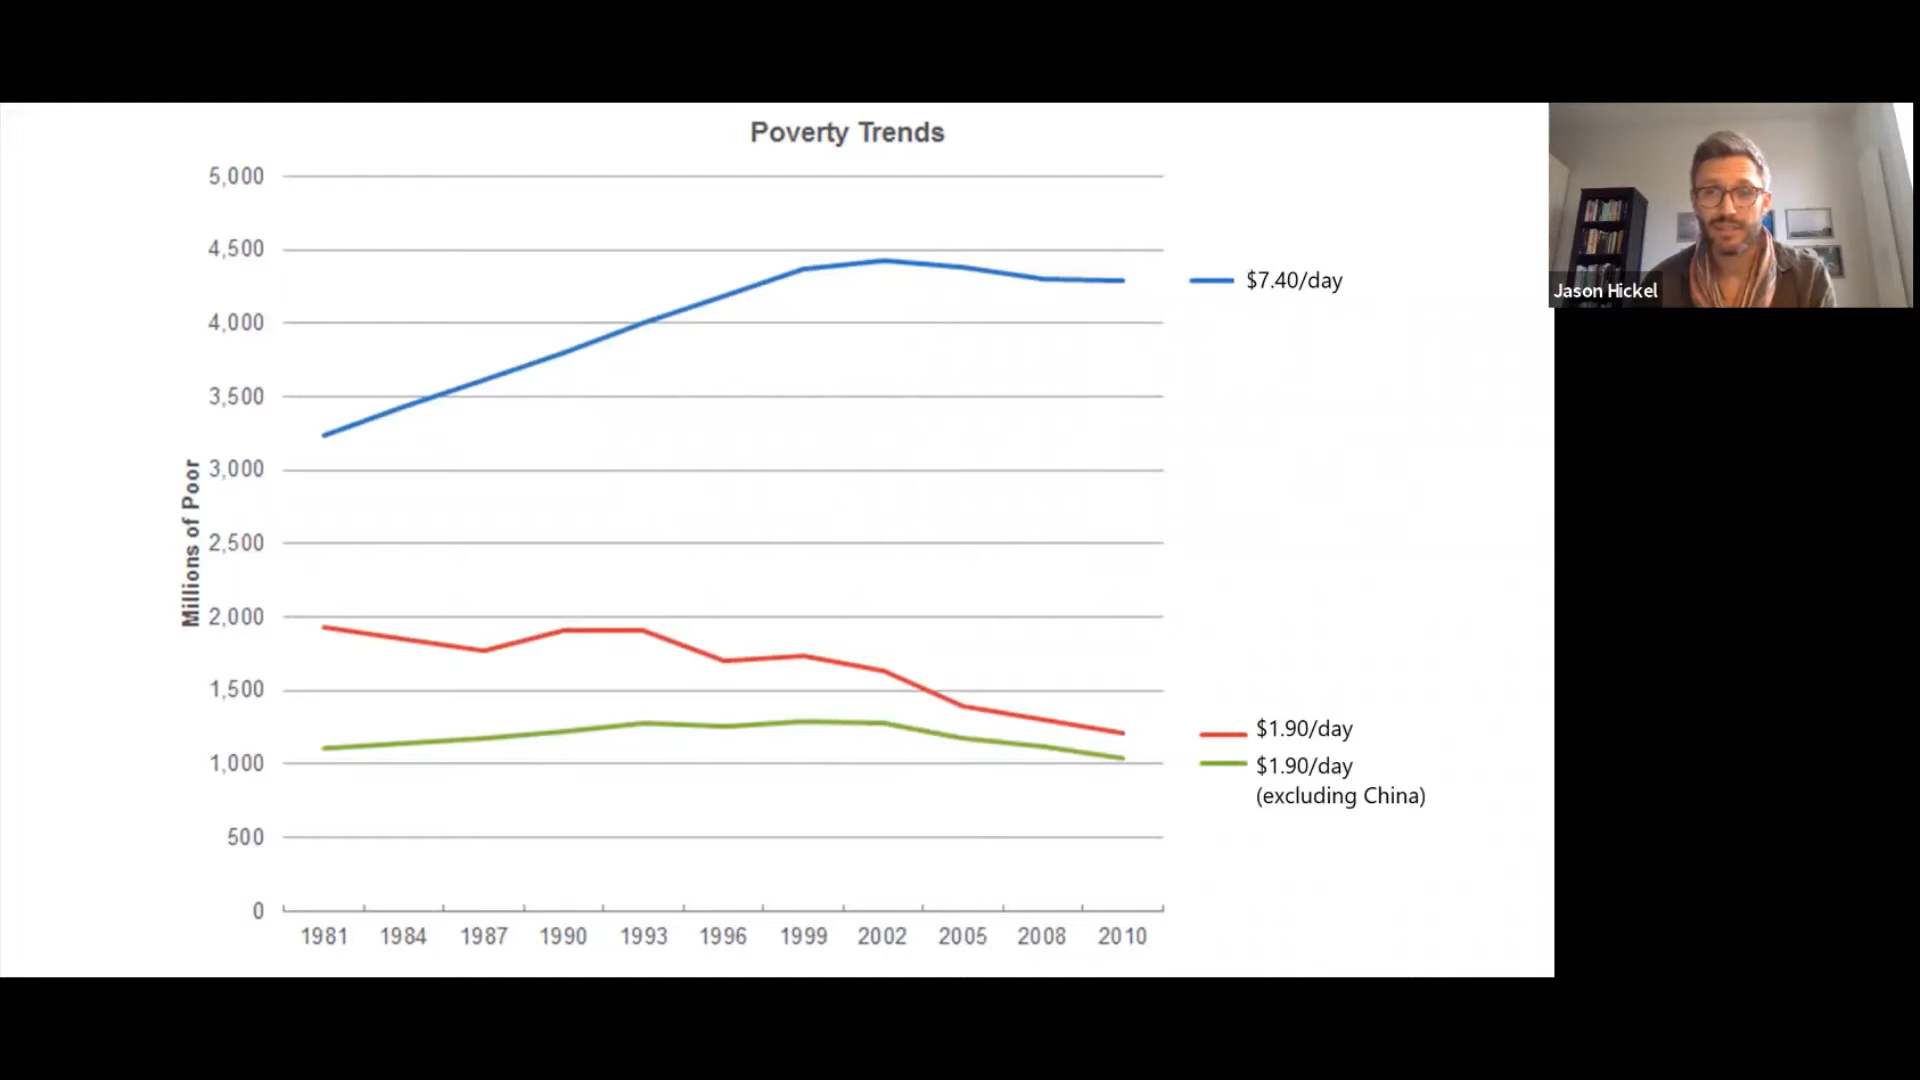 Poverty Trends
5,000
4,500
4,000
3,500
3,000
2,500
2,000
1,500
1,000
500
0
Millions of Poor
1981 1984 1987 1990 1993 1996 1999 2002 2005 2008 2010
$7.40/day
$1.90/day
$1.90/day
(excluding China)
Jason Hickel